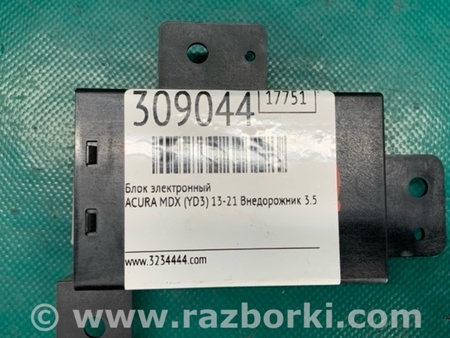 309044
17751
Блок электронный
ACURA MDX (YD3) 13-21 Внедорожник 3.5
www.3234444.com
www.razborki.com